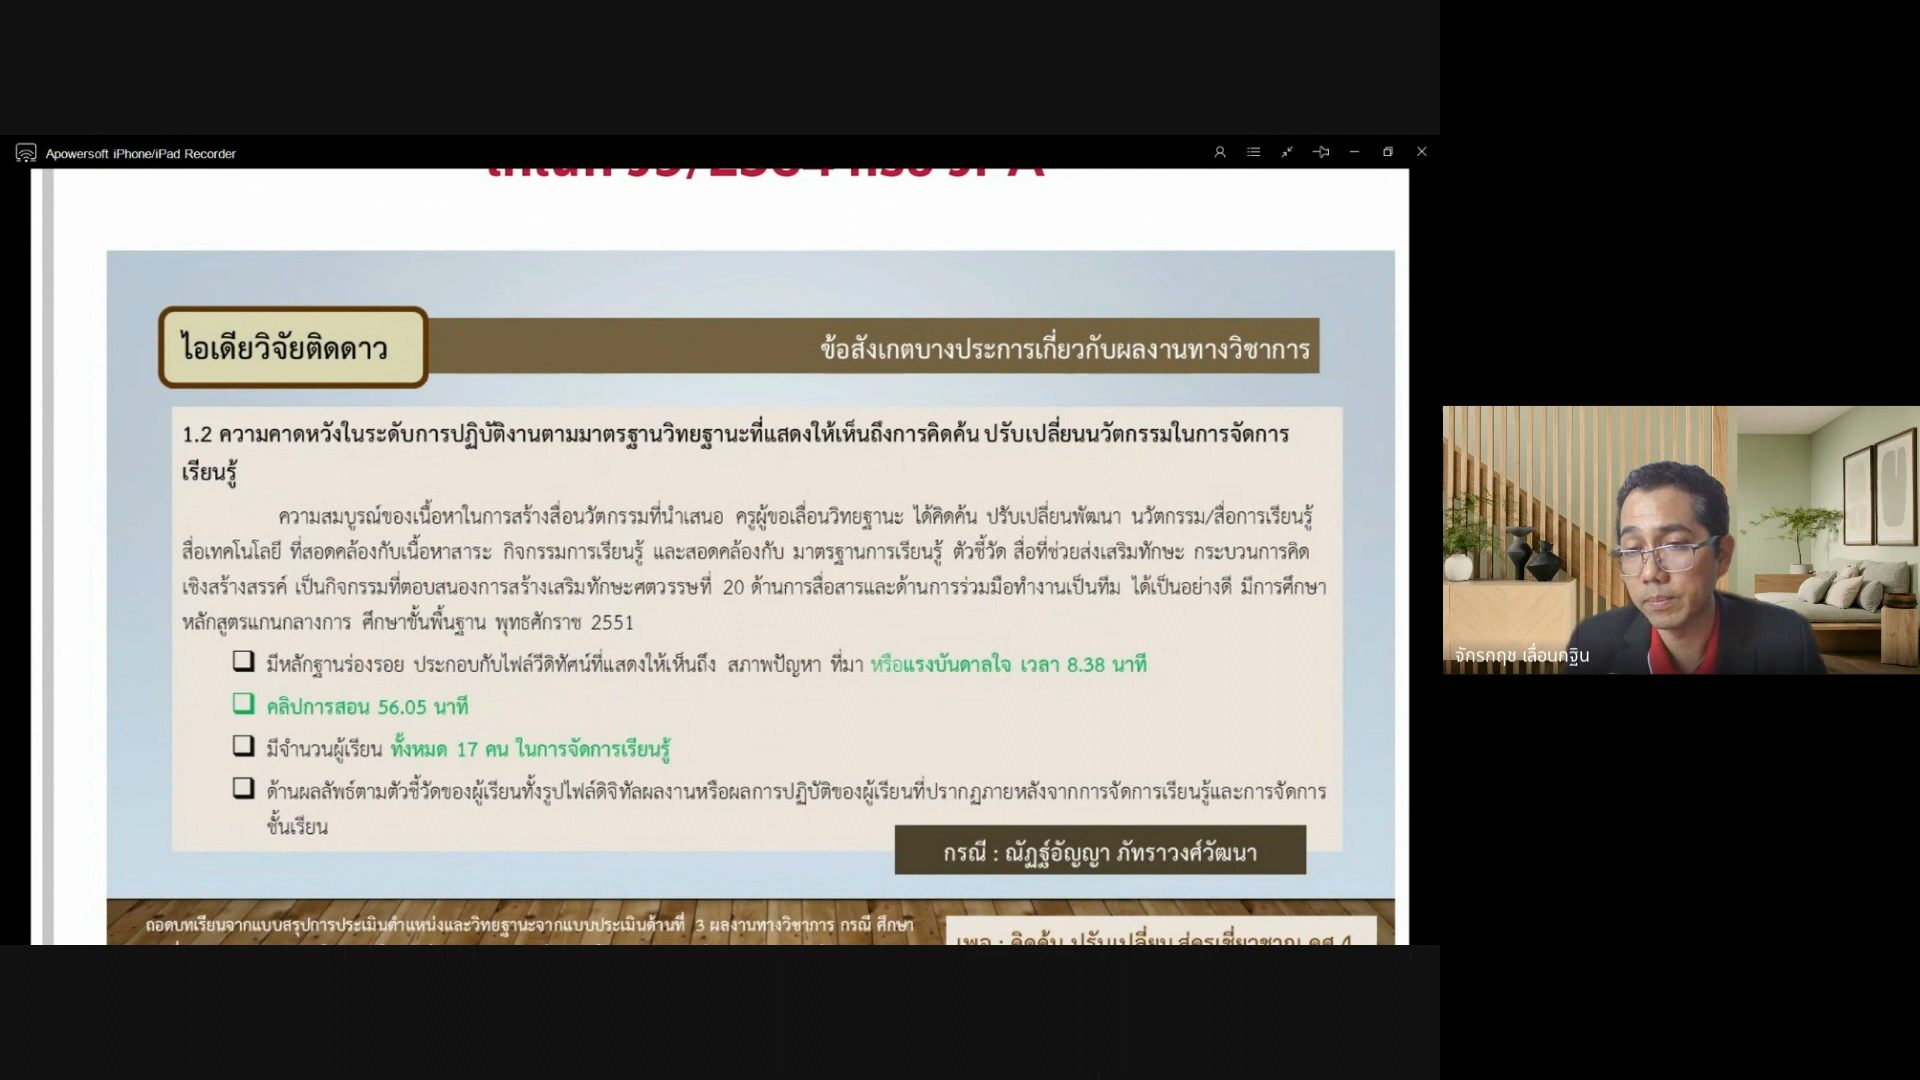 Apowersoft iPhone/iPad Recorder
ไอเดียวิจัยติดดาว
ข้อสังเกตบางประการเกี่ยวกับผลงานทางวิชาการ
1.2 ความคาดหวังในระดับการปฏิบัติงานตามมาตรฐานวิทยฐานะที่แสดงให้เห็นถึงการคิดค้น ปรับเปลี่ยนนวัตกรรมในการจัดการ
เรียนรู้
ความสมบูรณ์ของเนื้อหาในการสร้างสื่อนวัตกรรมที่นำเสนอ ครูผู้ขอเลื่อนวิทยฐานะ ได้คิดค้น ปรับเปลี่ยนพัฒนา นวัตกรรม/สื่อการเรียนรู้
สื่อเทคโนโลยี ที่สอดคล้องกับเนื้อหาสาระ กิจกรรมการเรียนรู้ และสอดคล้องกับ มาตรฐานการเรียนรู้ ตัวชี้วัด สื่อที่ช่วยส่งเสริมทักษะ กระบวนการคิด
เชิงสร้างสรรค์ เป็นกิจกรรมที่ตอบสนองการสร้างเสริมทักษะศตวรรษที่ 20 ด้านการสื่อสารและด้านการร่วมมือทำงานเป็นทีม ได้เป็นอย่างดี มีการศึกษา
หลักสูตรแกนกลางการ ศึกษาขั้นพื้นฐาน พุทธศักราช 2551
มีหลักฐานร่องรอย ประกอบกับไฟล์วีดิทัศน์ที่แสดงให้เห็นถึง สภาพปัญหา ที่มา หรือแรงบันดาลใจ เวลา 8.38 นาที
คลิปการสอน 56.05 นาที
มีจำนวนผู้เรียน ทั้งหมด 17 คน ในการจัดการเรียนรู้
ด้านผลลัพธ์ตามตัวชี้วัดของผู้เรียนทั้งรูปไฟล์ดิจิทัลผลงานหรือผลการปฏิบัติของผู้เรียนที่ปรากฏภายหลังจากการจัดการเรียนรู้และการจัดการ
ชั้นเรียน
กรณี : ณัฏฐ์อัญญา ภัทราวงศ์วัฒนา
ถอดบทเรียนจากแบบสรุปการประเมินตำแหน่งและวิทยฐานะจากแบบประเมินด้านที่ 3 ผลงานทางวิชาการ กรณี ศึกษา
เพจ : คิดค้น ปรับเปลี่ยน สู่ครูเชี่ยวชาญ คศ.4
จักรกฤช เลื่อนกฐิน